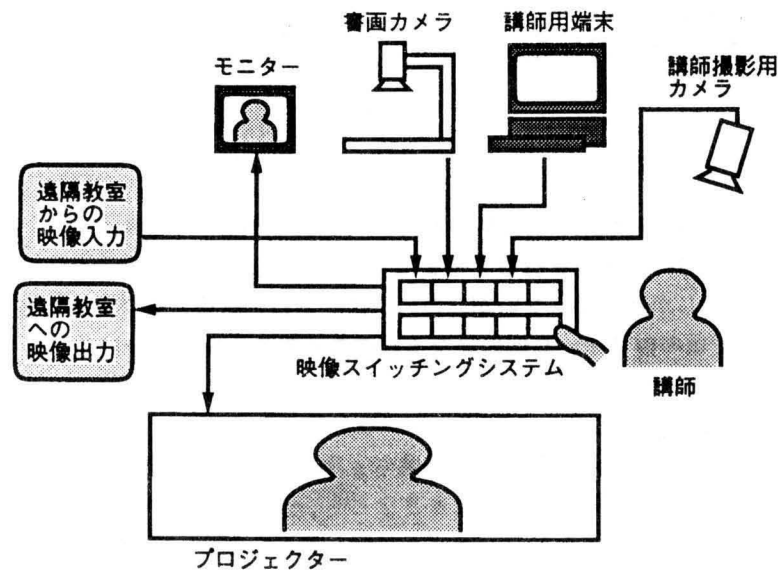 書画カメラ
講師用端末
モニター
講師撮影用
カメラ
遠隔教室
からの
映像入力
遠隔教室
への
映像出力
映像スイッチングシステム
講師
プロジェクター